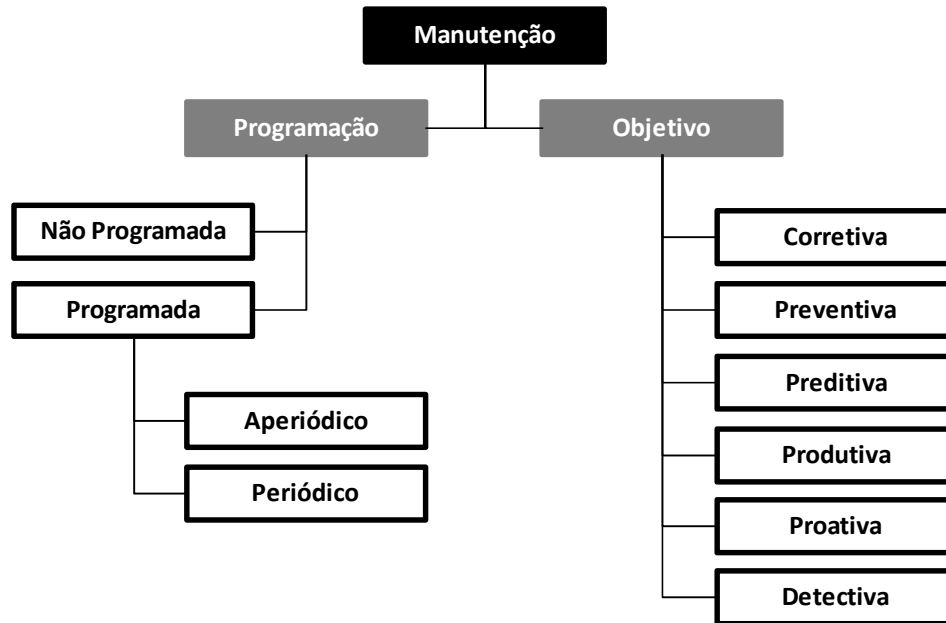 Manutenção
Programação
Objetivo
Não Programada
Programada
Aperiódico
Periódico
Corretiva
Preventiva
Preditiva
Produtiva
Proativa
Detectiva